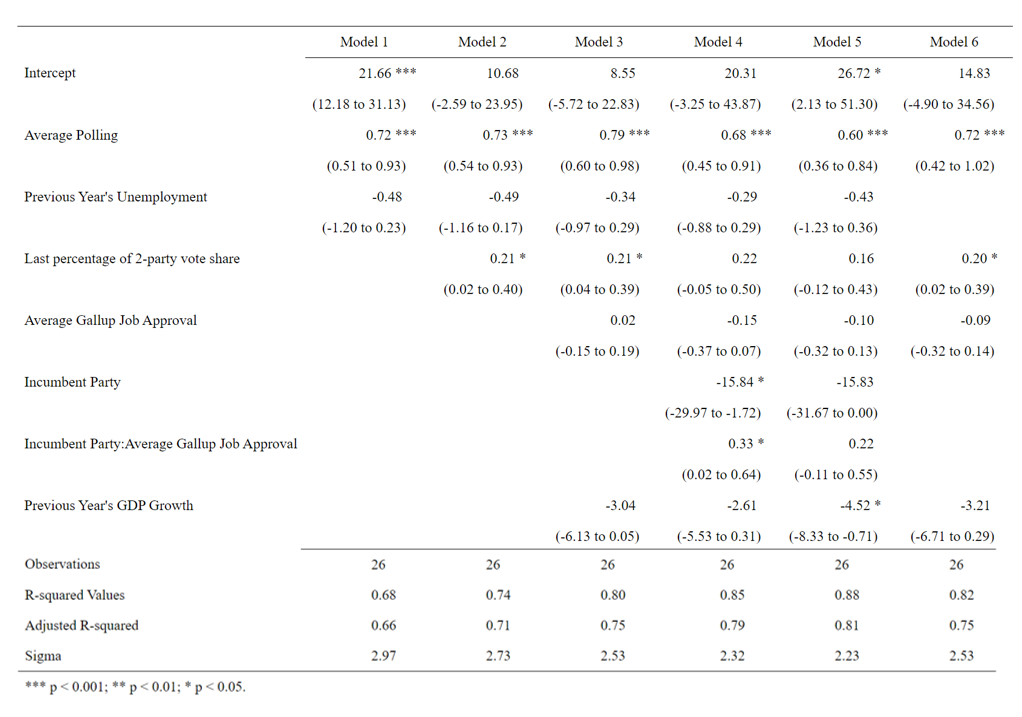 Model 1 Model 2 Model 3 Model 4 Model 5 Model 6
Intercept 21.66 *** 10.68 8.55 20.31 26.72 * 14.83
(12.18 to 31.13) (-2.59 to 23.95) (-5.72 to 22.83) (-3.25 to 43.87) (2.13 to 51.30) (-4.90 to 34.56)
Average Polling 0.72 *** 0.73 *** 0.79 *** 0.68 *** 0.60 *** 0.72 ***
(0.51 to 0.93) (0.54 to 0.93) (0.60 to 0.98) (0.45 to 0.91) (0.36 to 0.84) (0.42 to 1.02)
Previous Year's Unemployment -0.48 -0.49 -0.34 -0.29 -0.43
(-1.20 to 0.23) (-1.16 to 0.17) (-0.97 to 0.29) (-0.88 to 0.29) (-1.23 to 0.36)
Last percentage of 2-party vote share 0.21 * 0.21 * 0.22 0.16 0.20 *
(0.02 to 0.40) (0.04 to 0.39) (-0.05 to 0.50) (-0.12 to 0.43) (0.02 to 0.39)
Average Gallup Job Approval 0.02 -0.15 -0.10 -0.09
(-0.15 to 0.19) (-0.37 to 0.07) (-0.32 to 0.13) (-0.32 to 0.14)
Incumbent Party -15.84 * -15.83
(-29.97 to -1.72) (-31.67 to 0.00)
Incumbent Party:Average Gallup Job Approval 0.33 * 0.22
(0.02 to 0.64) (-0.11 to 0.55)
Previous Year's GDP Growth -3.04 -2.61 -4.52 * -3.21
(-6.13 to 0.05) (-5.53 to 0.31) (-8.33 to -0.71) (-6.71 to 0.29)
Observations 26 26 26 26 26 26
R-squared Values 0.68 0.74 0.80 0.85 0.88 0.82
Adjusted R-squared 0.66 0.71 0.75 0.79 0.81 0.75
Sigma 2.97 2.73 2.53 2.32 2.23 2.53
*** p < 0.001; ** p < 0.01; * p < 0.05.